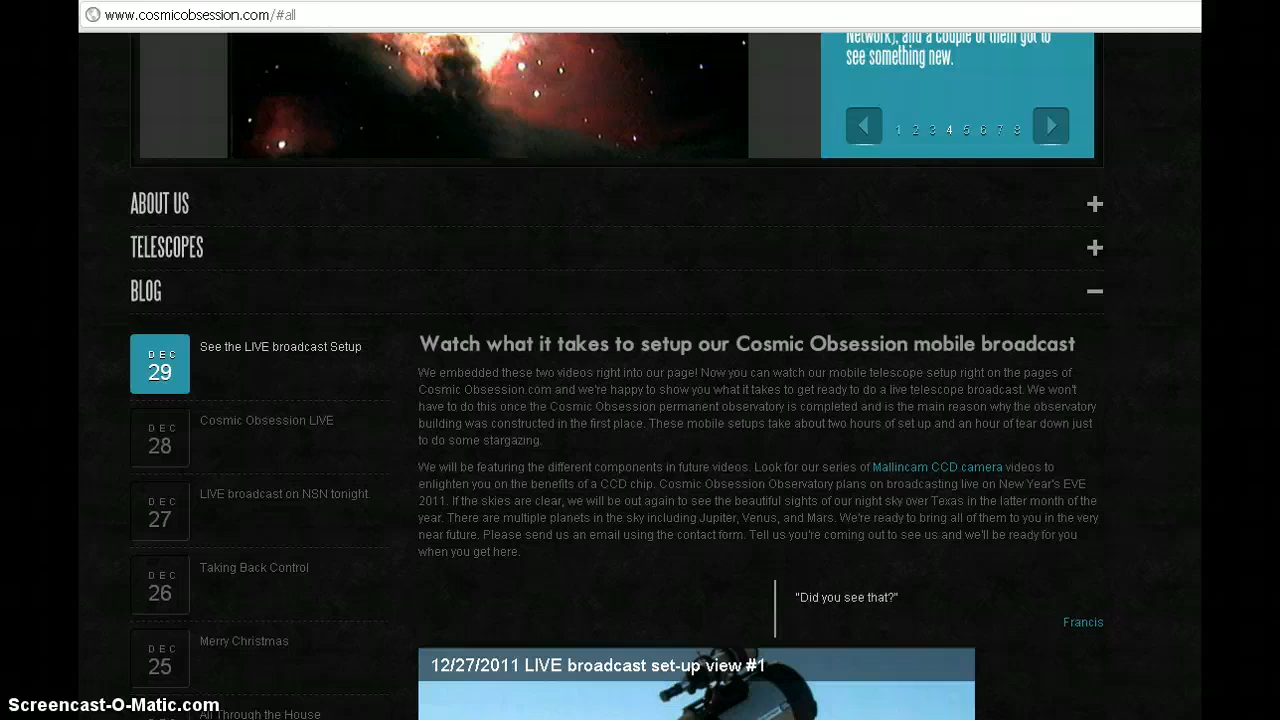 www.cosmicobsession.com/#all
Network), and a couple of them got to
see something new.
1 2 3 4 5 6 7 8
ABOUT US
TELESCOPES
BLOG
DEC
29
See the LIVE broadcast Setup
DEC
28
Cosmic Obsession LIVE
DEC
27
LIVE broadcast on NSN tonight
DEC
26
Taking Back Control
DEC
25
Merry Christmas
All Through the House
Watch what it takes to setup our Cosmic Obsession mobile broadcast
We embedded these two videos right into our page! Now you can watch our mobile telescope setup right on the pages of
Cosmic Obsession.com and we're happy to show you what it takes to get ready to do a live telescope broadcast. We won't
have to do this once the Cosmic Obsession permanent observatory is completed and is the main reason why the observatory
building was constructed in the first place. These mobile setups take about two hours of set up and an hour of tear down just
to do some stargazing.
We will be featuring the different components in future videos. Look for our series of Mallincam CCD camera videos to
enlighten you on the benefits of a CCD chip. Cosmic Obsession Observatory plans on broadcasting live on New Year's EVE
2011. If the skies are clear, we will be out again to see the beautiful sights of our night sky over Texas in the latter month of the
year. There are multiple planets in the sky including Jupiter, Venus, and Mars. We're ready to bring all of them to you in the very
near future. Please send us an email using the contact form. Tell us you're coming out to see us and we'll be ready for you
when you get here.
"Did you see that?"
Francis
12/27/2011 LIVE broadcast set-up view #1
Screencast-O-Matic.com